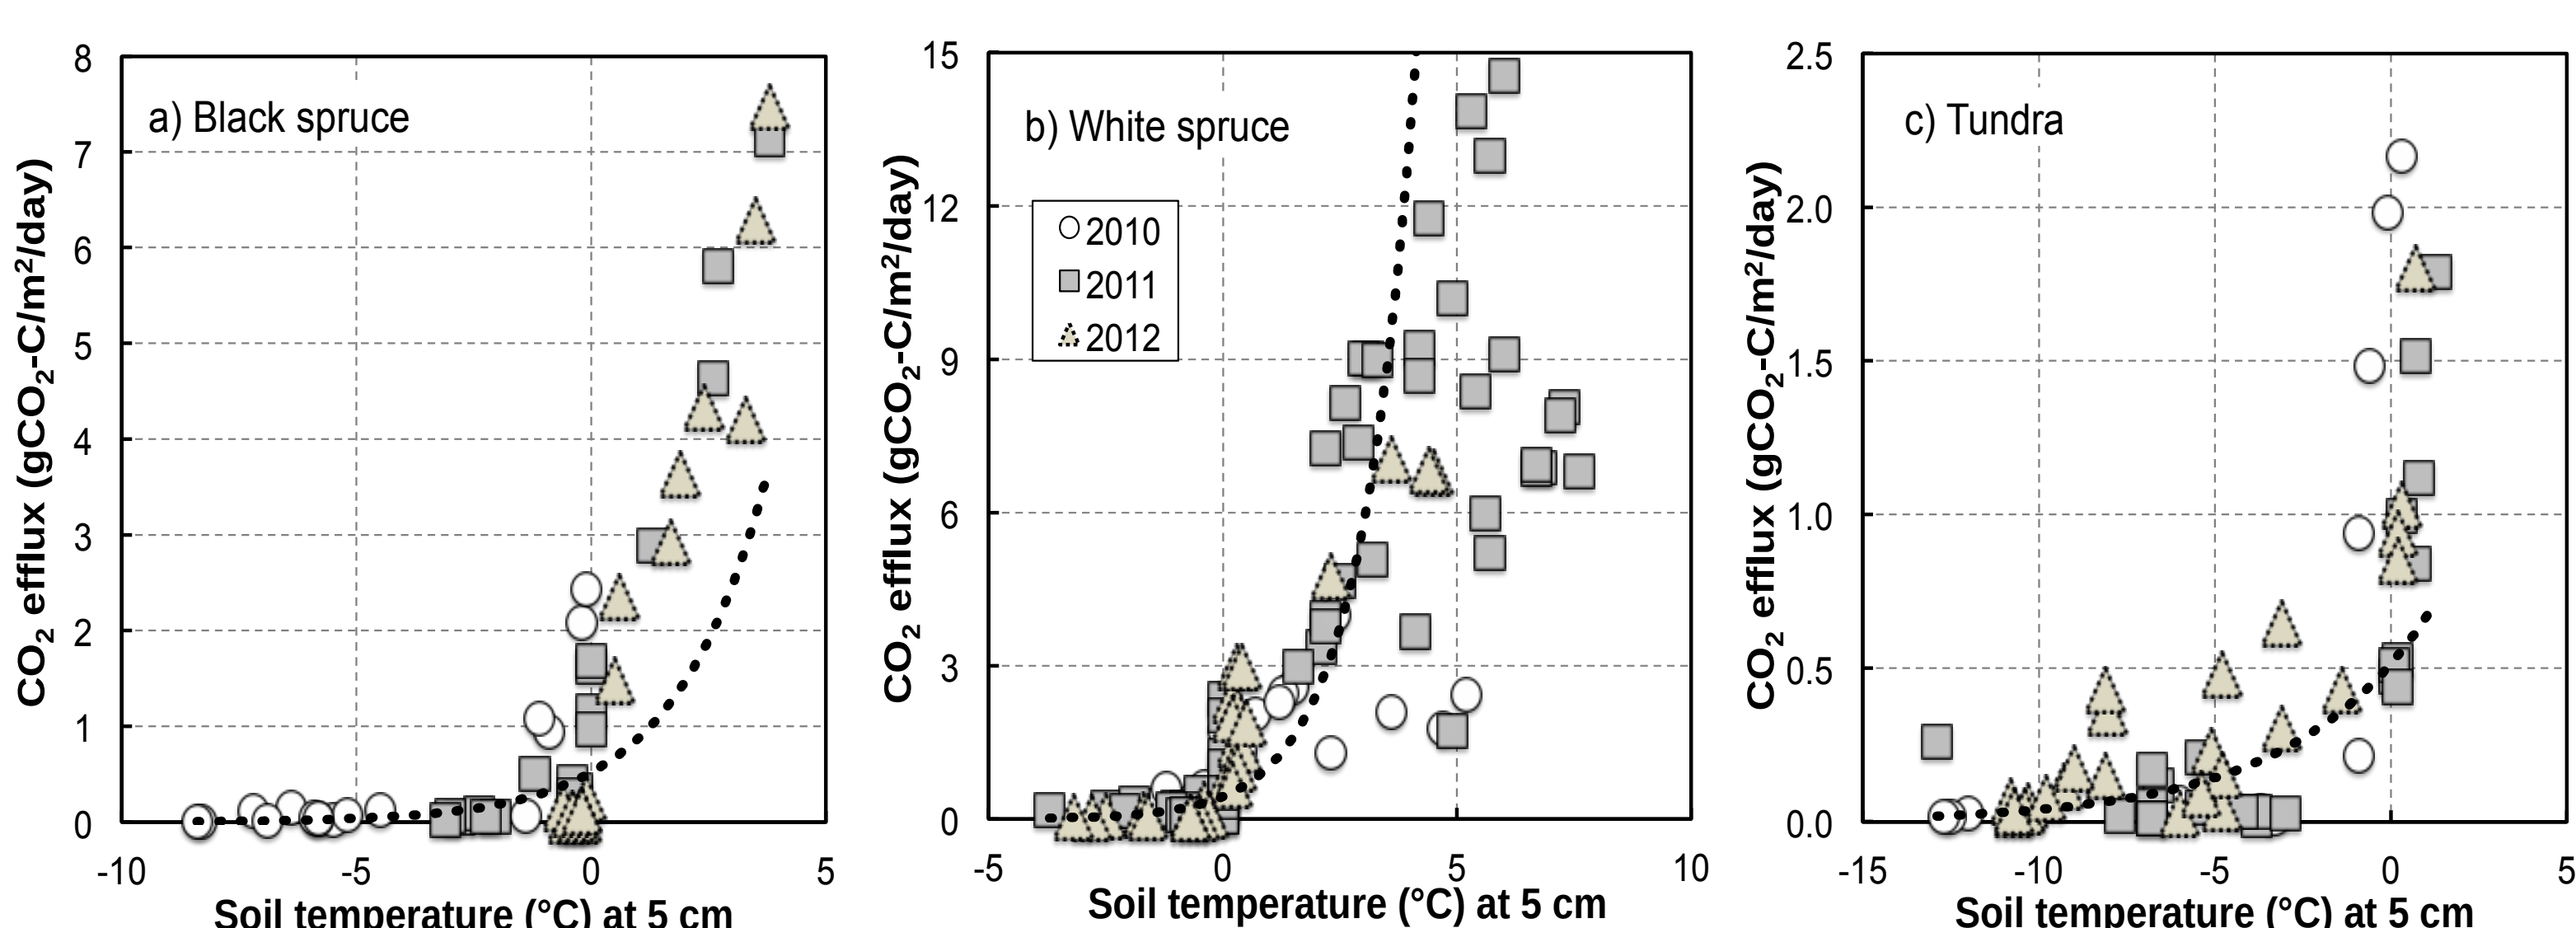 a) Black spruce
CO2 efflux (gCO2-C/m²/day)
8
7
6
5
4
3
2
1
0
-10 -5 0 5
Soil temperature (°C) at 5 cm
b) White spruce
CO2 efflux (gCO2-C/m²/day)
15
12
9
6
3
0
2010
2011
2012
-5 0 5 10
Soil temperature (°C) at 5 cm
c) Tundra
CO2 efflux (gCO2-C/m²/day)
2.5
2.0
1.5
1.0
0.5
0.0
-15 -10 -5 0 5
Soil temperature (°C) at 5 cm